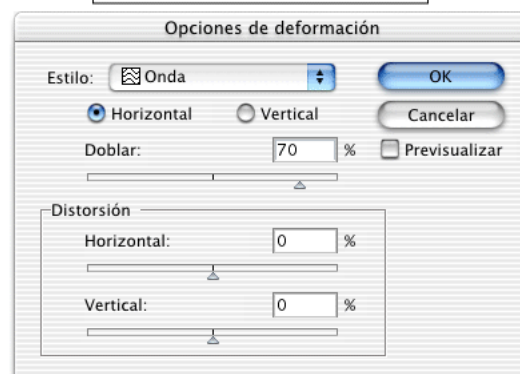 Opciones de deformación
Estilo: Onda OK
Horizontal Vertical Cancelar
Doblar: 70 % Previsualizar
Distorsión
Horizontal: 0 %
Vertical: 0 %